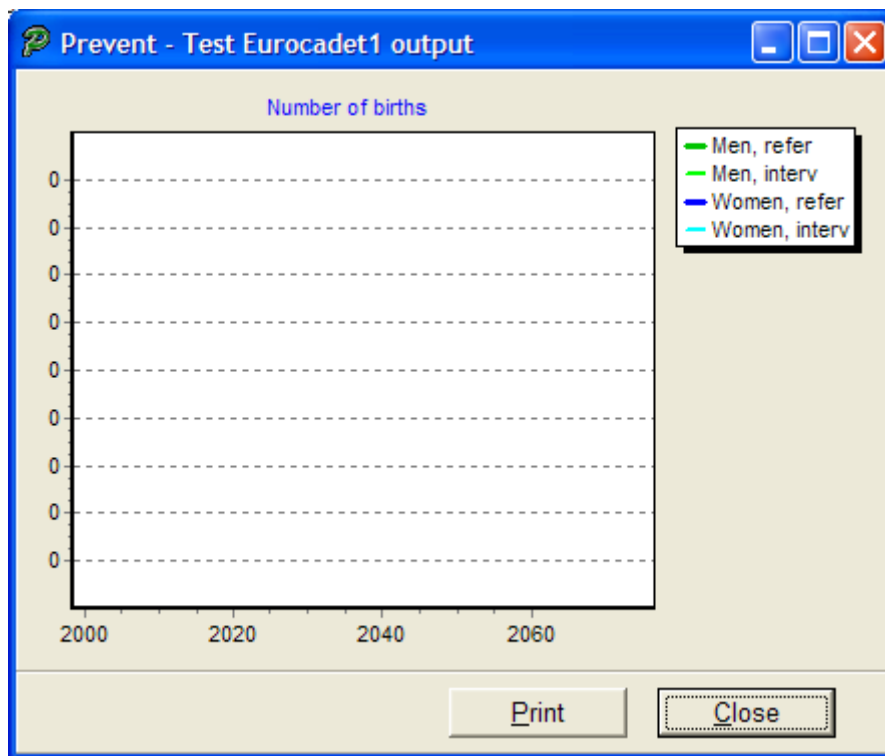 Prevent - Test Eurocadet1 output
Number of births
Men, refer
Men, interv
Women, refer
Women, interv
0
0
0
0
0
0
0
0
0
2000 2020 2040 2060
Print Close